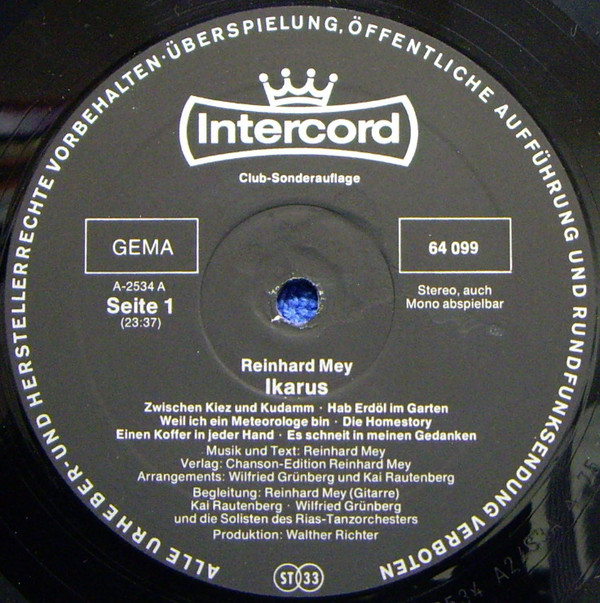 ALLE URHEBER- UND HERSTELLERRECHTE VORBEHALTEN·ÜBERSPIELUNG, ÖFFENTLICHE AUFFÜHRUNG UND RUNDFUNKSENDUNG VERBOTEN
Intercord
Club-Sonderauflage
GEMA
64 099
A-2534 A
Seite 1
(23:37)
Stereo, auch
Mono abspielbar
Reinhard Mey
Ikarus
Zwischen Kiez und Kudamm · Hab Erdöl im Garten
Weil ich ein Meteorologe bin · Die Homestory
Einen Koffer in jeder Hand · Es schneit in meinen Gedanken
Musik und Text: Reinhard Mey
Verlag: Chanson-Edition Reinhard Mey
Arrangements: Wilfried Grünberg und Kai Rautenberg
Begleitung: Reinhard Mey (Gitarre)
Kai Rautenberg · Wilfried Grünberg
und die Solisten des Rias-Tanzorchesters
Produktion: Walther Richter
ST 33